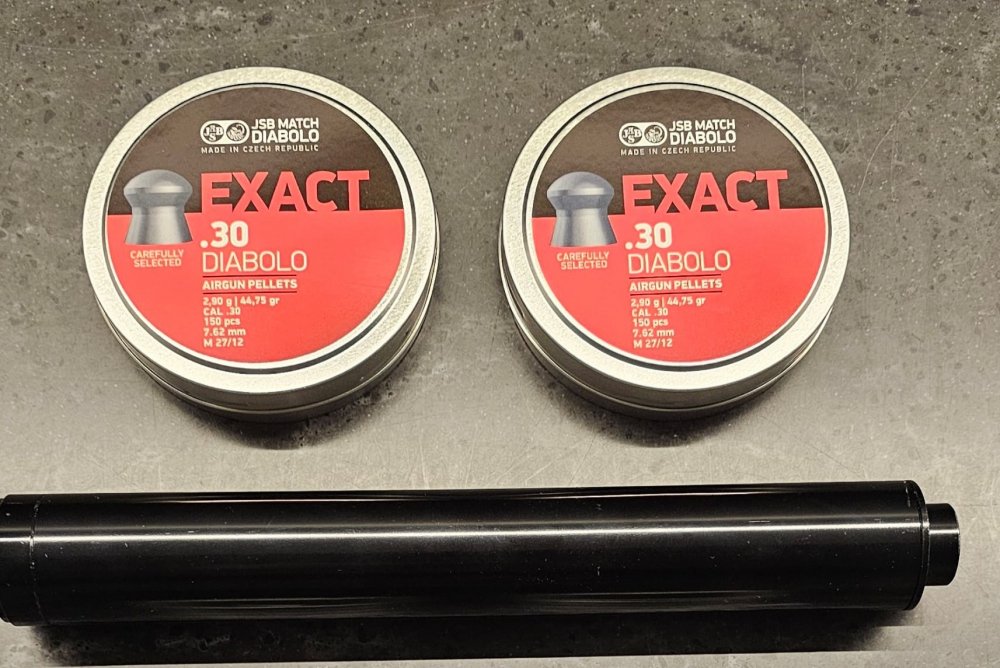 JSB JSB MATCH
DIABOLO
MADE IN CZECH REPUBLIC
EXACT
.30
CAREFULLY
SELECTED
DIABOLO
AIRGUN PELLETS
2,90 g | 44,75 gr
CAL .30
150 pcs
7.62 mm
M 27/12
JSB JSB MATCH
DIABOLO
MADE IN CZECH REPUBLIC
EXACT
.30
CAREFULLY
SELECTED
DIABOLO
AIRGUN PELLETS
2,90 g | 44,75 gr
CAL .30
150 pcs
7.62 mm
M 27/12